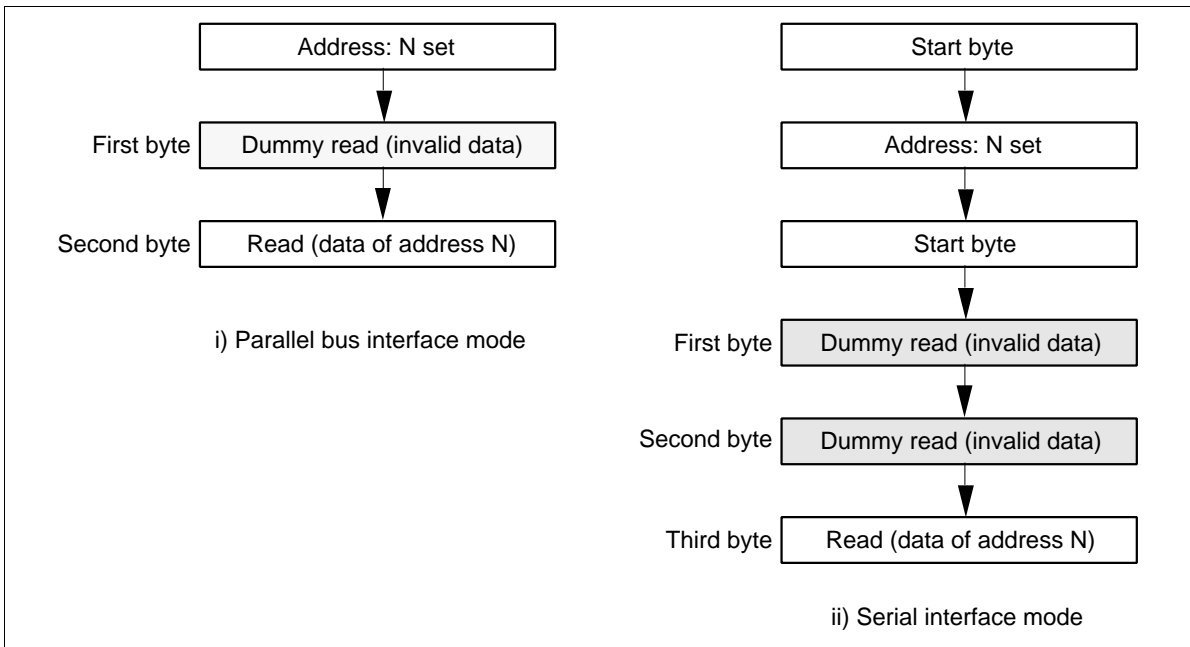 Address: N set
First byte
Dummy read (invalid data)
Second byte
Read (data of address N)
i) Parallel bus interface mode
Start byte
Address: N set
Start byte
First byte
Dummy read (invalid data)
Second byte
Dummy read (invalid data)
Third byte
Read (data of address N)
ii) Serial interface mode